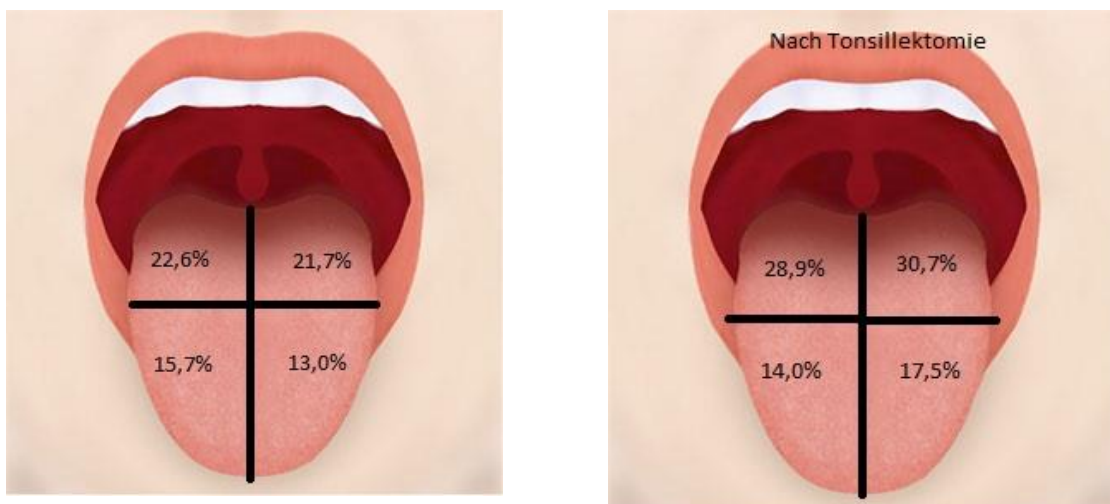 22,6% 21,7%
15,7% 13,0%
Nach Tonsillektomie
28,9% 30,7%
14,0% 17,5%